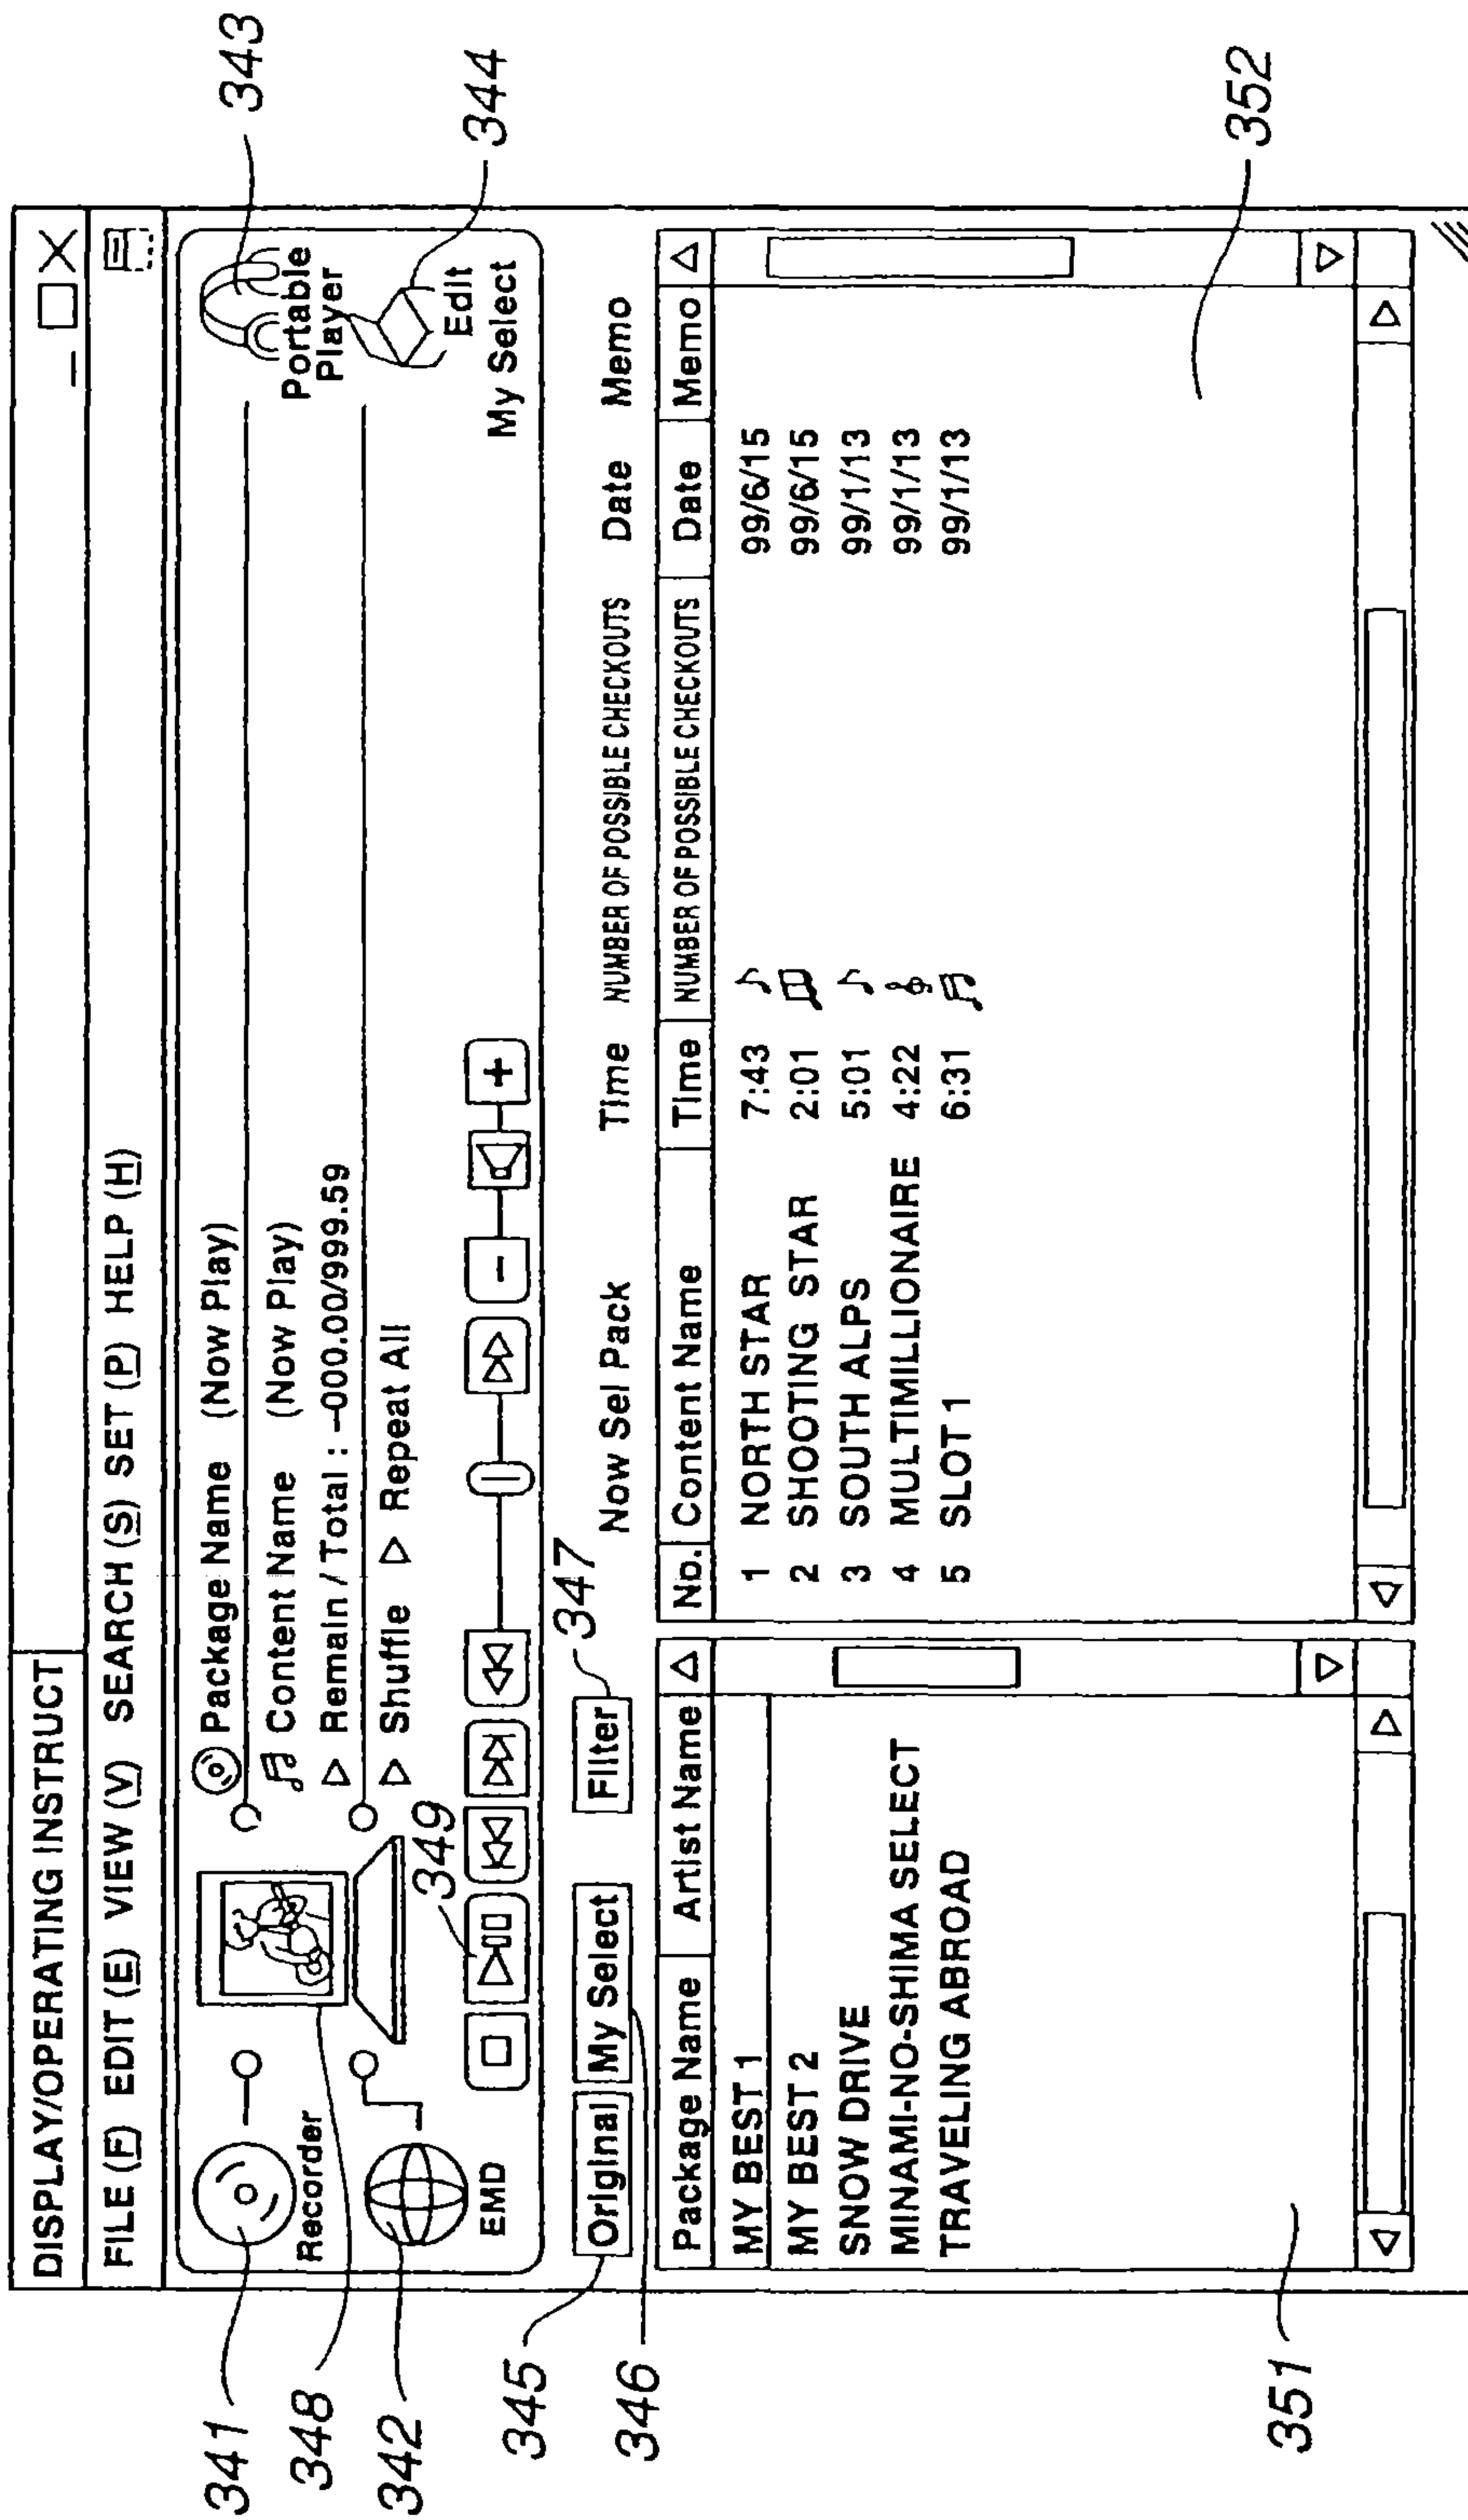 DISPLAY/OPERATING INSTRUCT
FILE (F) EDIT (E) VIEW (V) SEARCH (S) SET (P) HELP (H)
341
348
342
Recorder
EMD
349
Package Name (Now Play)
Content Name (Now Play)
Remain / Total : -000.00/999.59
Shuffle Repeat All
Portable
Player
343
Edit
344
My Select
- +
345
346
Original My Select Filter
347
Now Sel Pack Time NUMBER OF POSSIBLE CHECKOUTS Date Memo
Package Name Artist Name
MY BEST 1
MY BEST 2
SNOW DRIVE
MINAMI-NO-SHIMA SELECT
TRAVELING ABROAD
351
No. Content Name Time NUMBER OF POSSIBLE CHECKOUTS Date Memo
1 NORTH STAR 7:43 99/6/15
2 SHOOTING STAR 2:01 99/6/15
3 SOUTH ALPS 5:01 99/1/13
4 MULTIMILLIONAIRE 4:22 99/1/13
5 SLOT 1 6:31 99/1/13
352